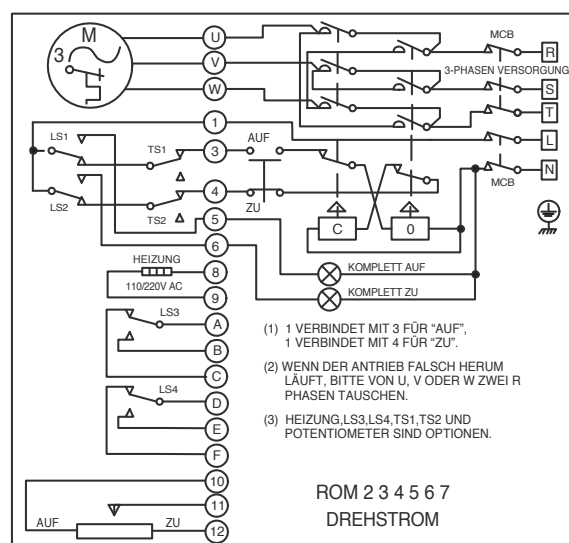 M
3
U
V
W
MCB
R
3-PHASEN VERSORGUNG
S
T
1
L
LS1
TS1
3
AUF
N
MCB
4
LS2
TS2
ZU
5
C
0
6
HEIZUNG
8
KOMPLETT AUF
110/220V AC
9
KOMPLETT ZU
LS3
A
B
C
(1) 1 VERBINDET MIT 3 FÜR “AUF”,
1 VERBINDET MIT 4 FÜR “ZU”.
(2) WENN DER ANTRIEB FALSCH HERUM
LÄUFT, BITTE VON U, V ODER W ZWEI R
PHASEN TAUSCHEN.
(3) HEIZUNG,LS3,LS4,TS1,TS2 UND
POTENTIOMETER SIND OPTIONEN.
LS4
D
E
F
10
11
AUF
ZU
12
ROM 2 3 4 5 6 7
DREHSTROM